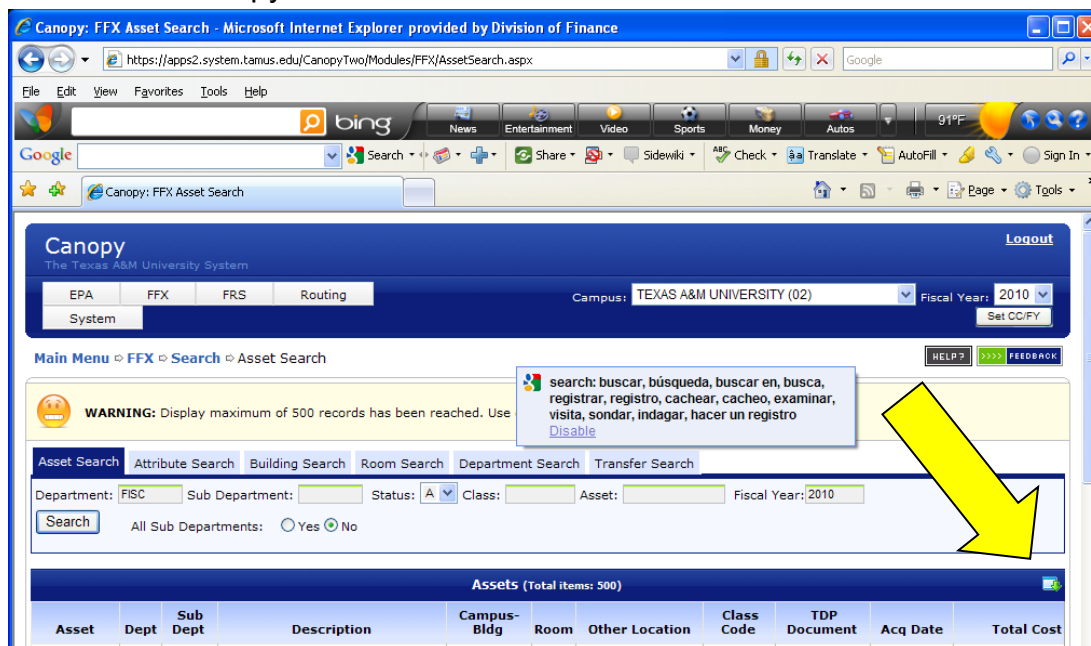 Canopy: FFX Asset Search - Microsoft Internet Explorer provided by Division of Finance
https://apps2.system.tamus.edu/CanopyTwo/Modules/FFX/AssetSearch.aspx Google
File Edit View Favorites Tools Help
bing News Entertainment Video Sports Money Autos 91°F
Google Search Share Sidewiki Check Translate AutoFill Sign In
Canopy: FFX Asset Search Page Tools
Canopy Logout
The Texas A&M University System
EPA FFX FRS Routing Campus: TEXAS A&M UNIVERSITY (02) Fiscal Year: 2010
System Set CC/FY
Main Menu ⇨ FFX ⇨ Search ⇨ Asset Search HELP? >>>> FEEDBACK
search: buscar, búsqueda, buscar en, busca,
registrar, registro, cachear, cacheo, examinar,
visita, sondar, indagar, hacer un registro
Disable
WARNING: Display maximum of 500 records has been reached. Use
Asset Search Attribute Search Building Search Room Search Department Search Transfer Search
Department: FISC Sub Department: Status: A Class: Asset: Fiscal Year: 2010
Search All Sub Departments: Yes No
Assets (Total items: 500)
Asset Dept Sub Dept Description Campus-Bldg Room Other Location Class Code TDP Document Acq Date Total Cost